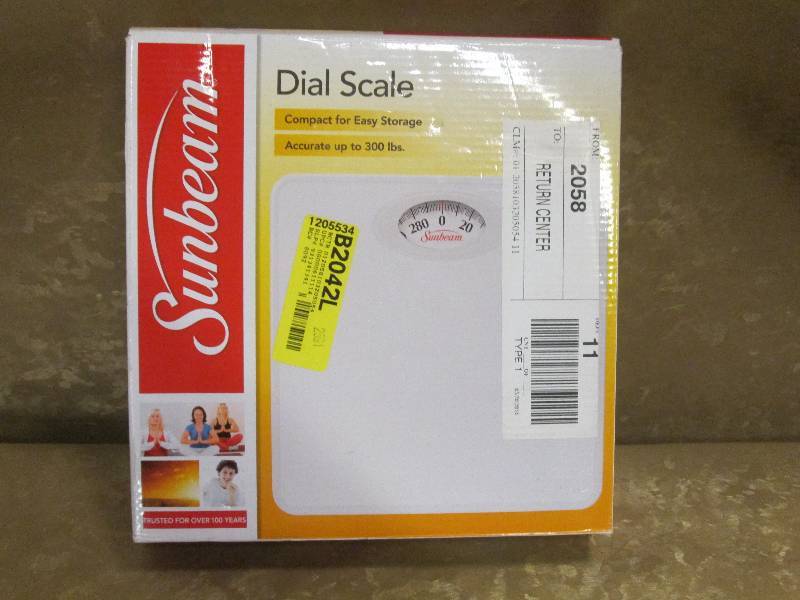 Sunbeam
Dial Scale
Compact for Easy Storage
Accurate up to 300 lbs.
280 0 20
Sunbeam
1205534
B2042L
FROM:
TO:
2058
RETURN CENTER
11
TYPE 1
TRUSTED FOR OVER 100 YEARS